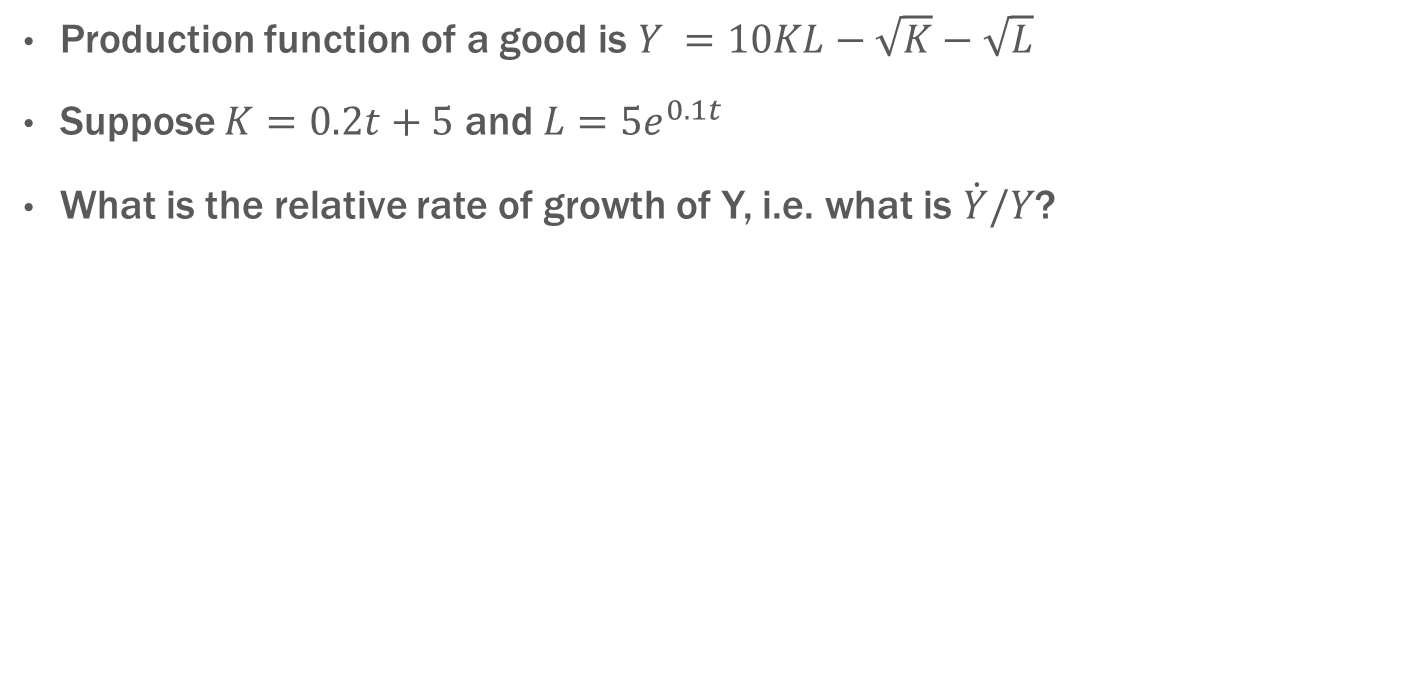 • Production function of a good is Y = 10KL − √K − √L
• Suppose K = 0.2t + 5 and L = 5e^{0.1t}
• What is the relative rate of growth of Y, i.e. what is Ẏ/Y?